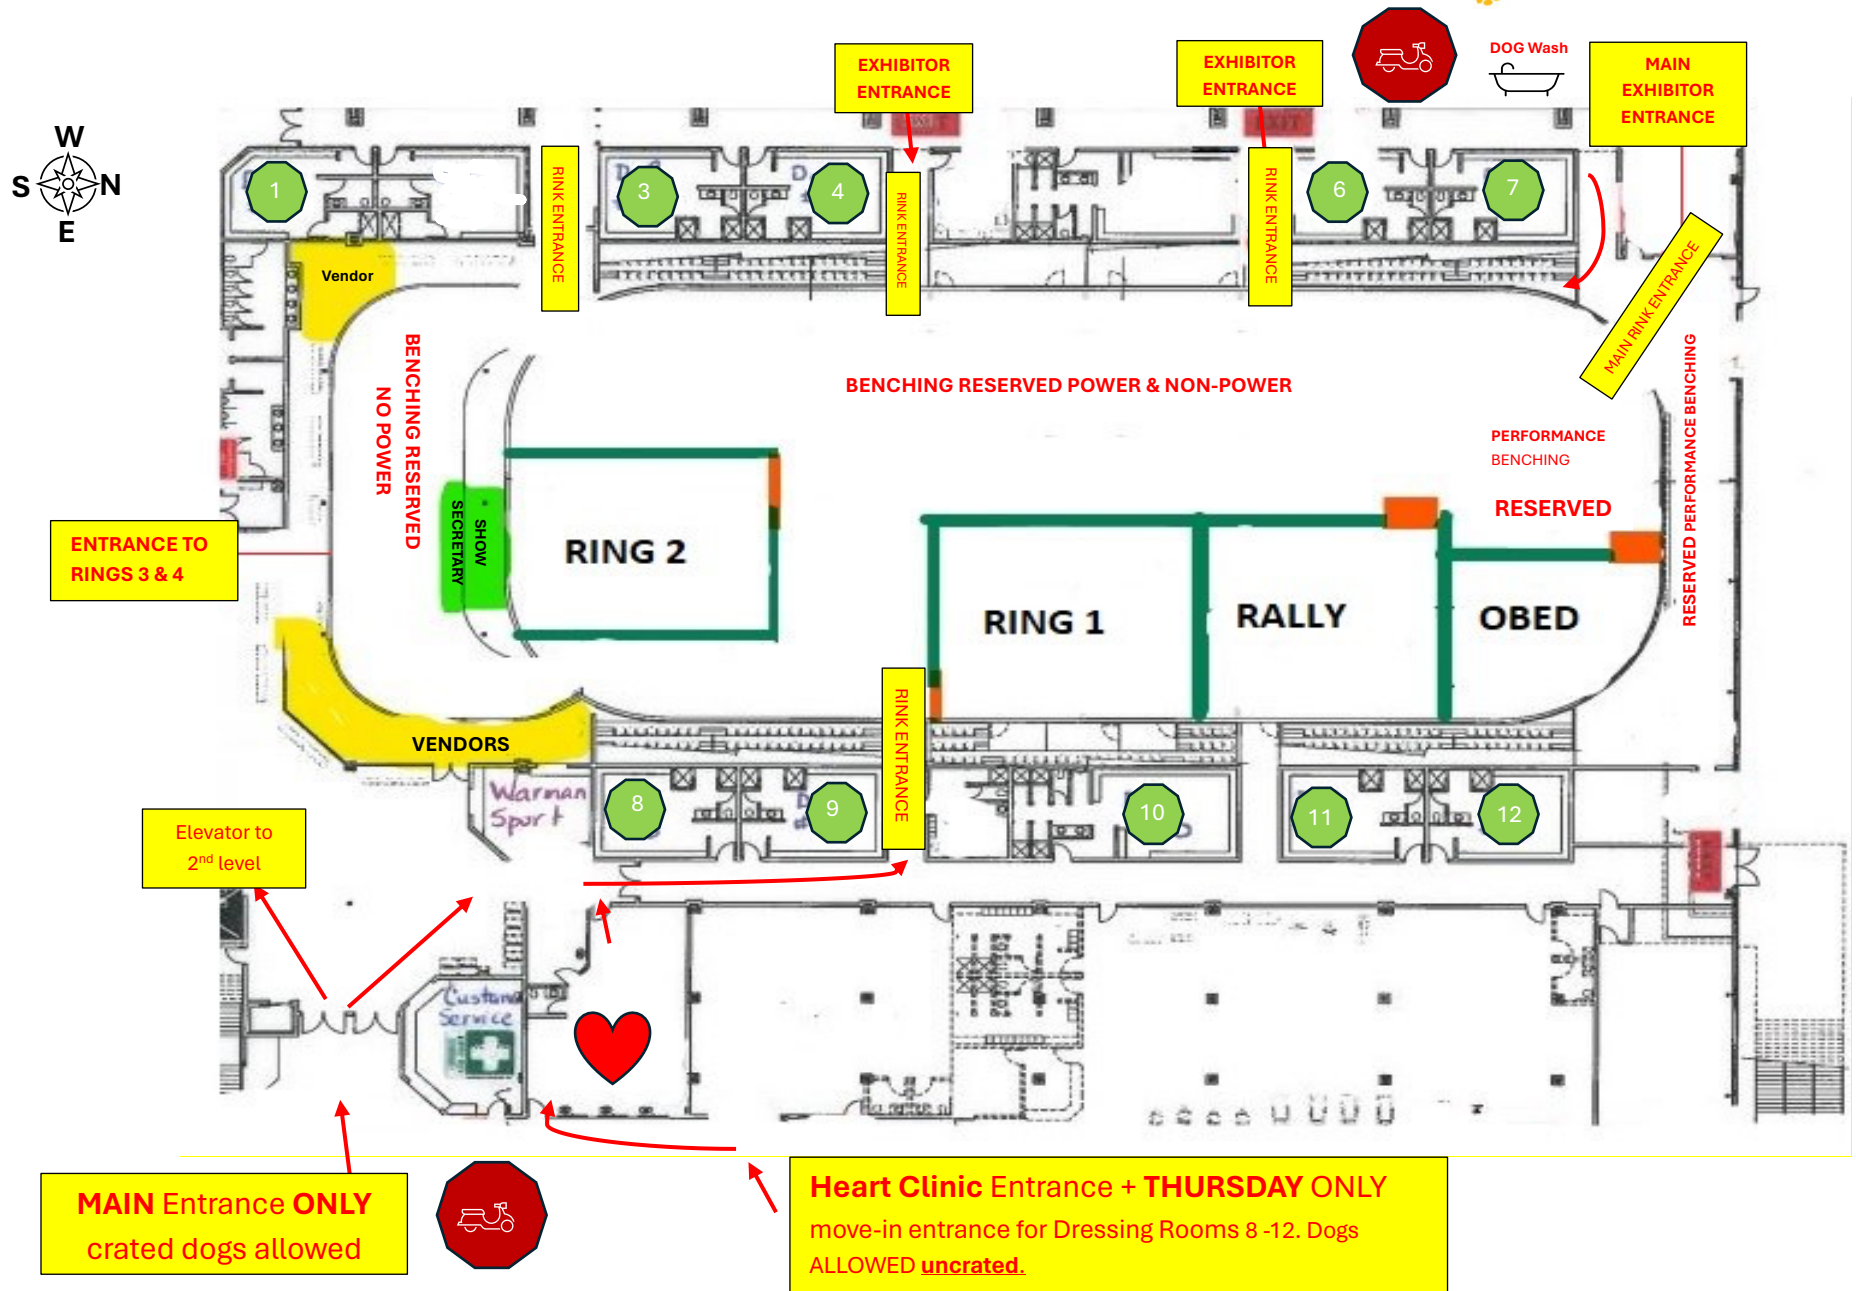 DOG Wash
EXHIBITOR
ENTRANCE
EXHIBITOR
ENTRANCE
MAIN
EXHIBITOR
ENTRANCE
W
S
N
E
1
3
4
6
7
RINK ENTRANCE
RINK ENTRANCE
RINK ENTRANCE
MAIN RINK ENTRANCE
Vendor
BENCHING RESERVED
NO POWER
BENCHING RESERVED POWER & NON-POWER
PERFORMANCE
BENCHING
RESERVED
RESERVED PERFORMANCE BENCHING
SHOW
SECRETARY
RING 2
RING 1
RALLY
OBED
ENTRANCE TO
RINGS 3 & 4
VENDORS
RINK ENTRANCE
Warman
Sport
8
9
10
11
12
Elevator to
2nd level
Custom
Service
MAIN Entrance ONLY
crated dogs allowed
Heart Clinic Entrance + THURSDAY ONLY
move-in entrance for Dressing Rooms 8 -12. Dogs
ALLOWED uncrated.